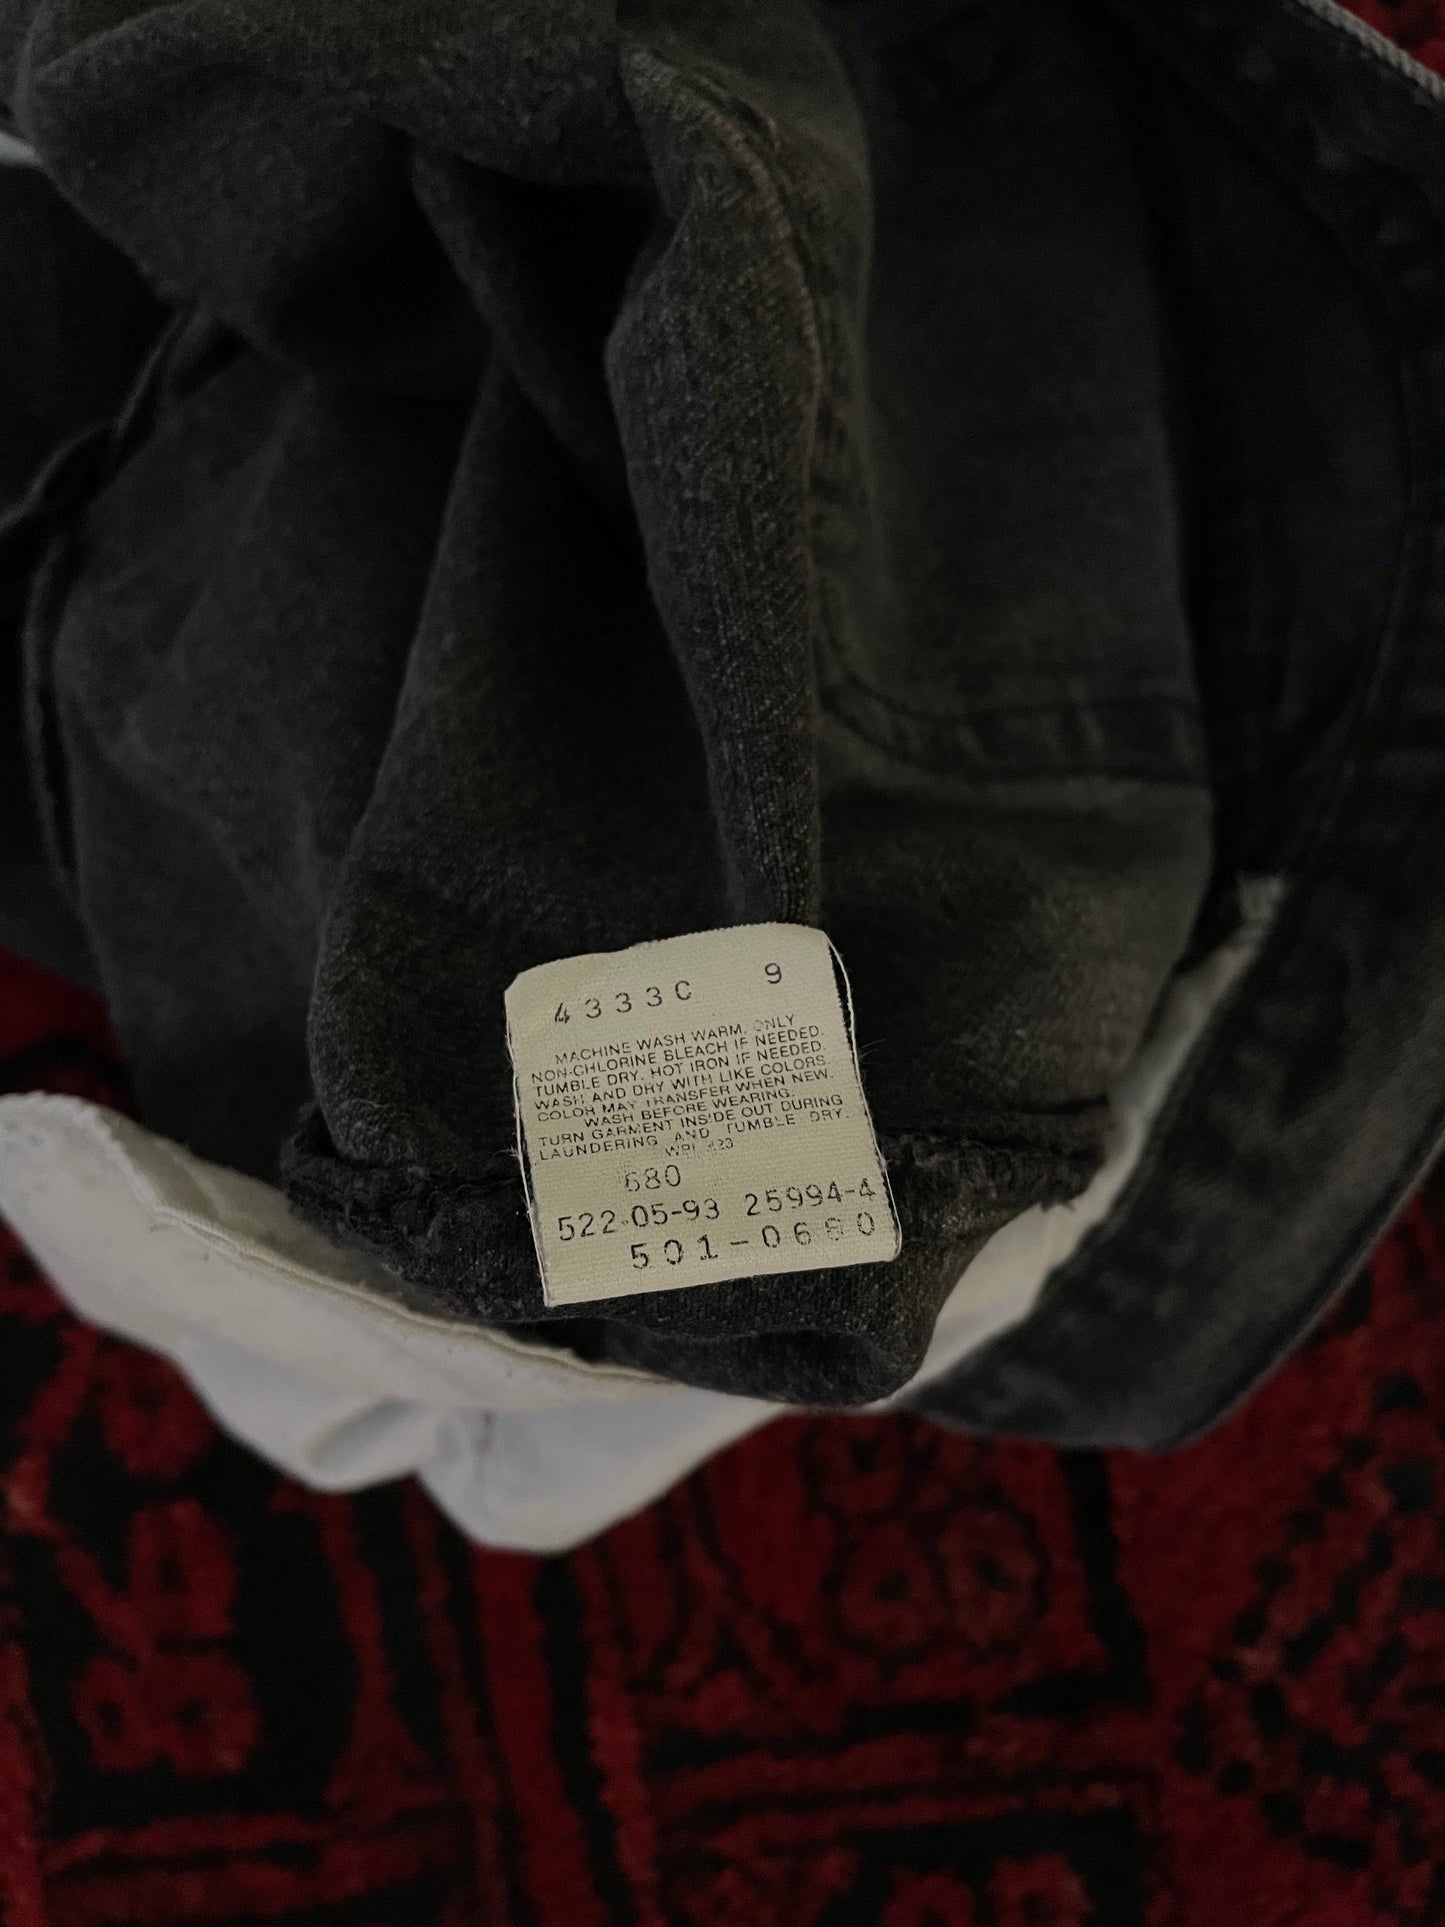 4333C 9
MACHINE WASH WARM. ONLY
NON-CHLORINE BLEACH IF NEEDED.
TUMBLE DRY. HOT IRON IF NEEDED.
WASH AND DRY WITH LIKE COLORS.
COLOR MAY TRANSFER WHEN NEW.
WASH BEFORE WEARING.
TURN GARMENT INSIDE OUT DURING
LAUNDERING AND TUMBLE DRY.
WPL 423
680
522-05-93 25994-4
501-0660